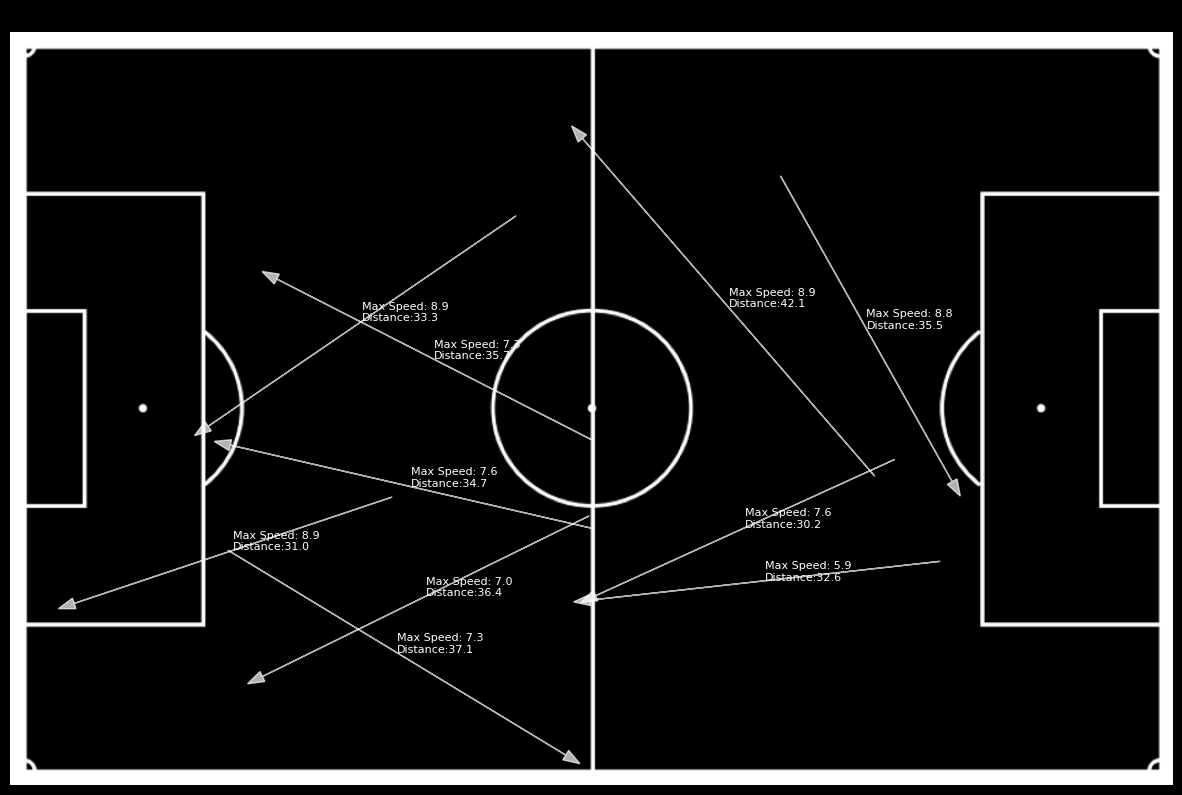 Max Speed: 8.9
Distance:42.1
Max Speed: 8.9
Distance:33.3
Max Speed: 8.8
Distance:35.5
Max Speed: 7.3
Distance:35.7
Max Speed: 7.6
Distance:34.7
Max Speed: 7.6
Distance:30.2
Max Speed: 8.9
Distance:31.0
Max Speed: 5.9
Distance:32.6
Max Speed: 7.0
Distance:36.4
Max Speed: 7.3
Distance:37.1